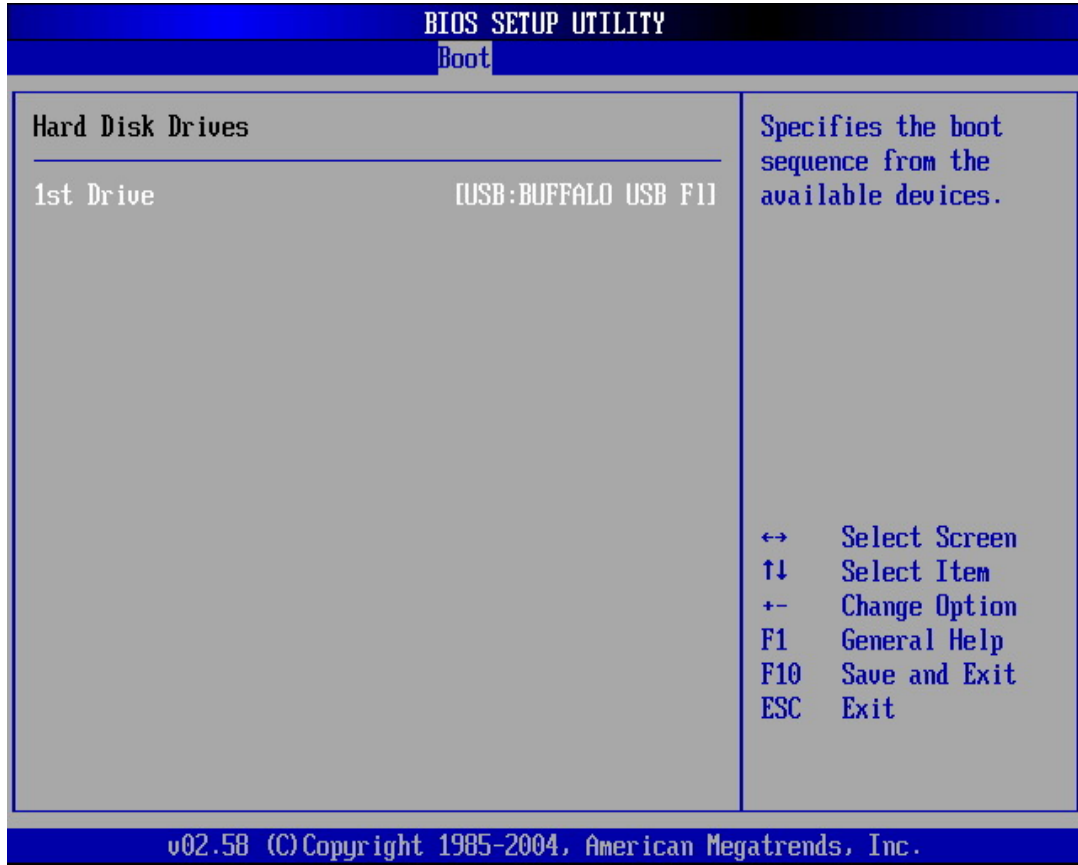 BIOS SETUP UTILITY
Boot
Hard Disk Drives
1st Drive [USB:BUFFALO USB Fl]
Specifies the boot
sequence from the
available devices.
←→ Select Screen
↑↓ Select Item
+- Change Option
F1 General Help
F10 Save and Exit
ESC Exit
v02.58 (C)Copyright 1985-2004, American Megatrends, Inc.